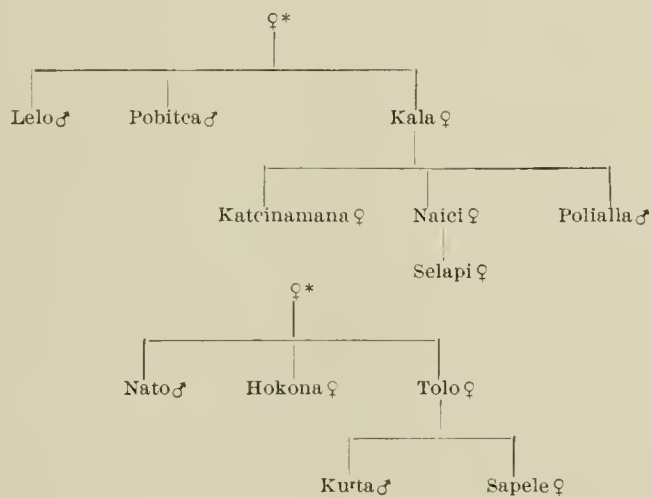 ♀*
Lelo♂ Pobitca♂ Kala♀
Katcinamana♀ Naici♀ Polialla♂
Selapi♀
♀*
Nato♂ Hokona♀ Tolo♀
Kurta♂ Sapele♀